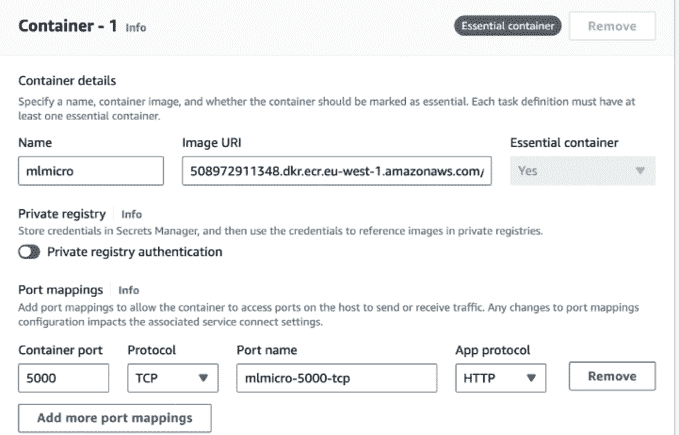 Container - 1 Info
Essential container
Remove
Container details
Specify a name, container image, and whether the container should be marked as essential. Each task definition must have at
least one essential container.
Name
Image URI
Essential container
mlmicro
508972911348.dkr.ecr.eu-west-1.amazonaws.com/
Yes
Private registry Info
Store credentials in Secrets Manager, and then use the credentials to reference images in private registries.
Private registry authentication
Port mappings Info
Add port mappings to allow the container to access ports on the host to send or receive traffic. Any changes to port mappings
configuration impacts the associated service connect settings.
Container port
Protocol
Port name
App protocol
5000
TCP
mlmicro-5000-tcp
HTTP
Remove
Add more port mappings